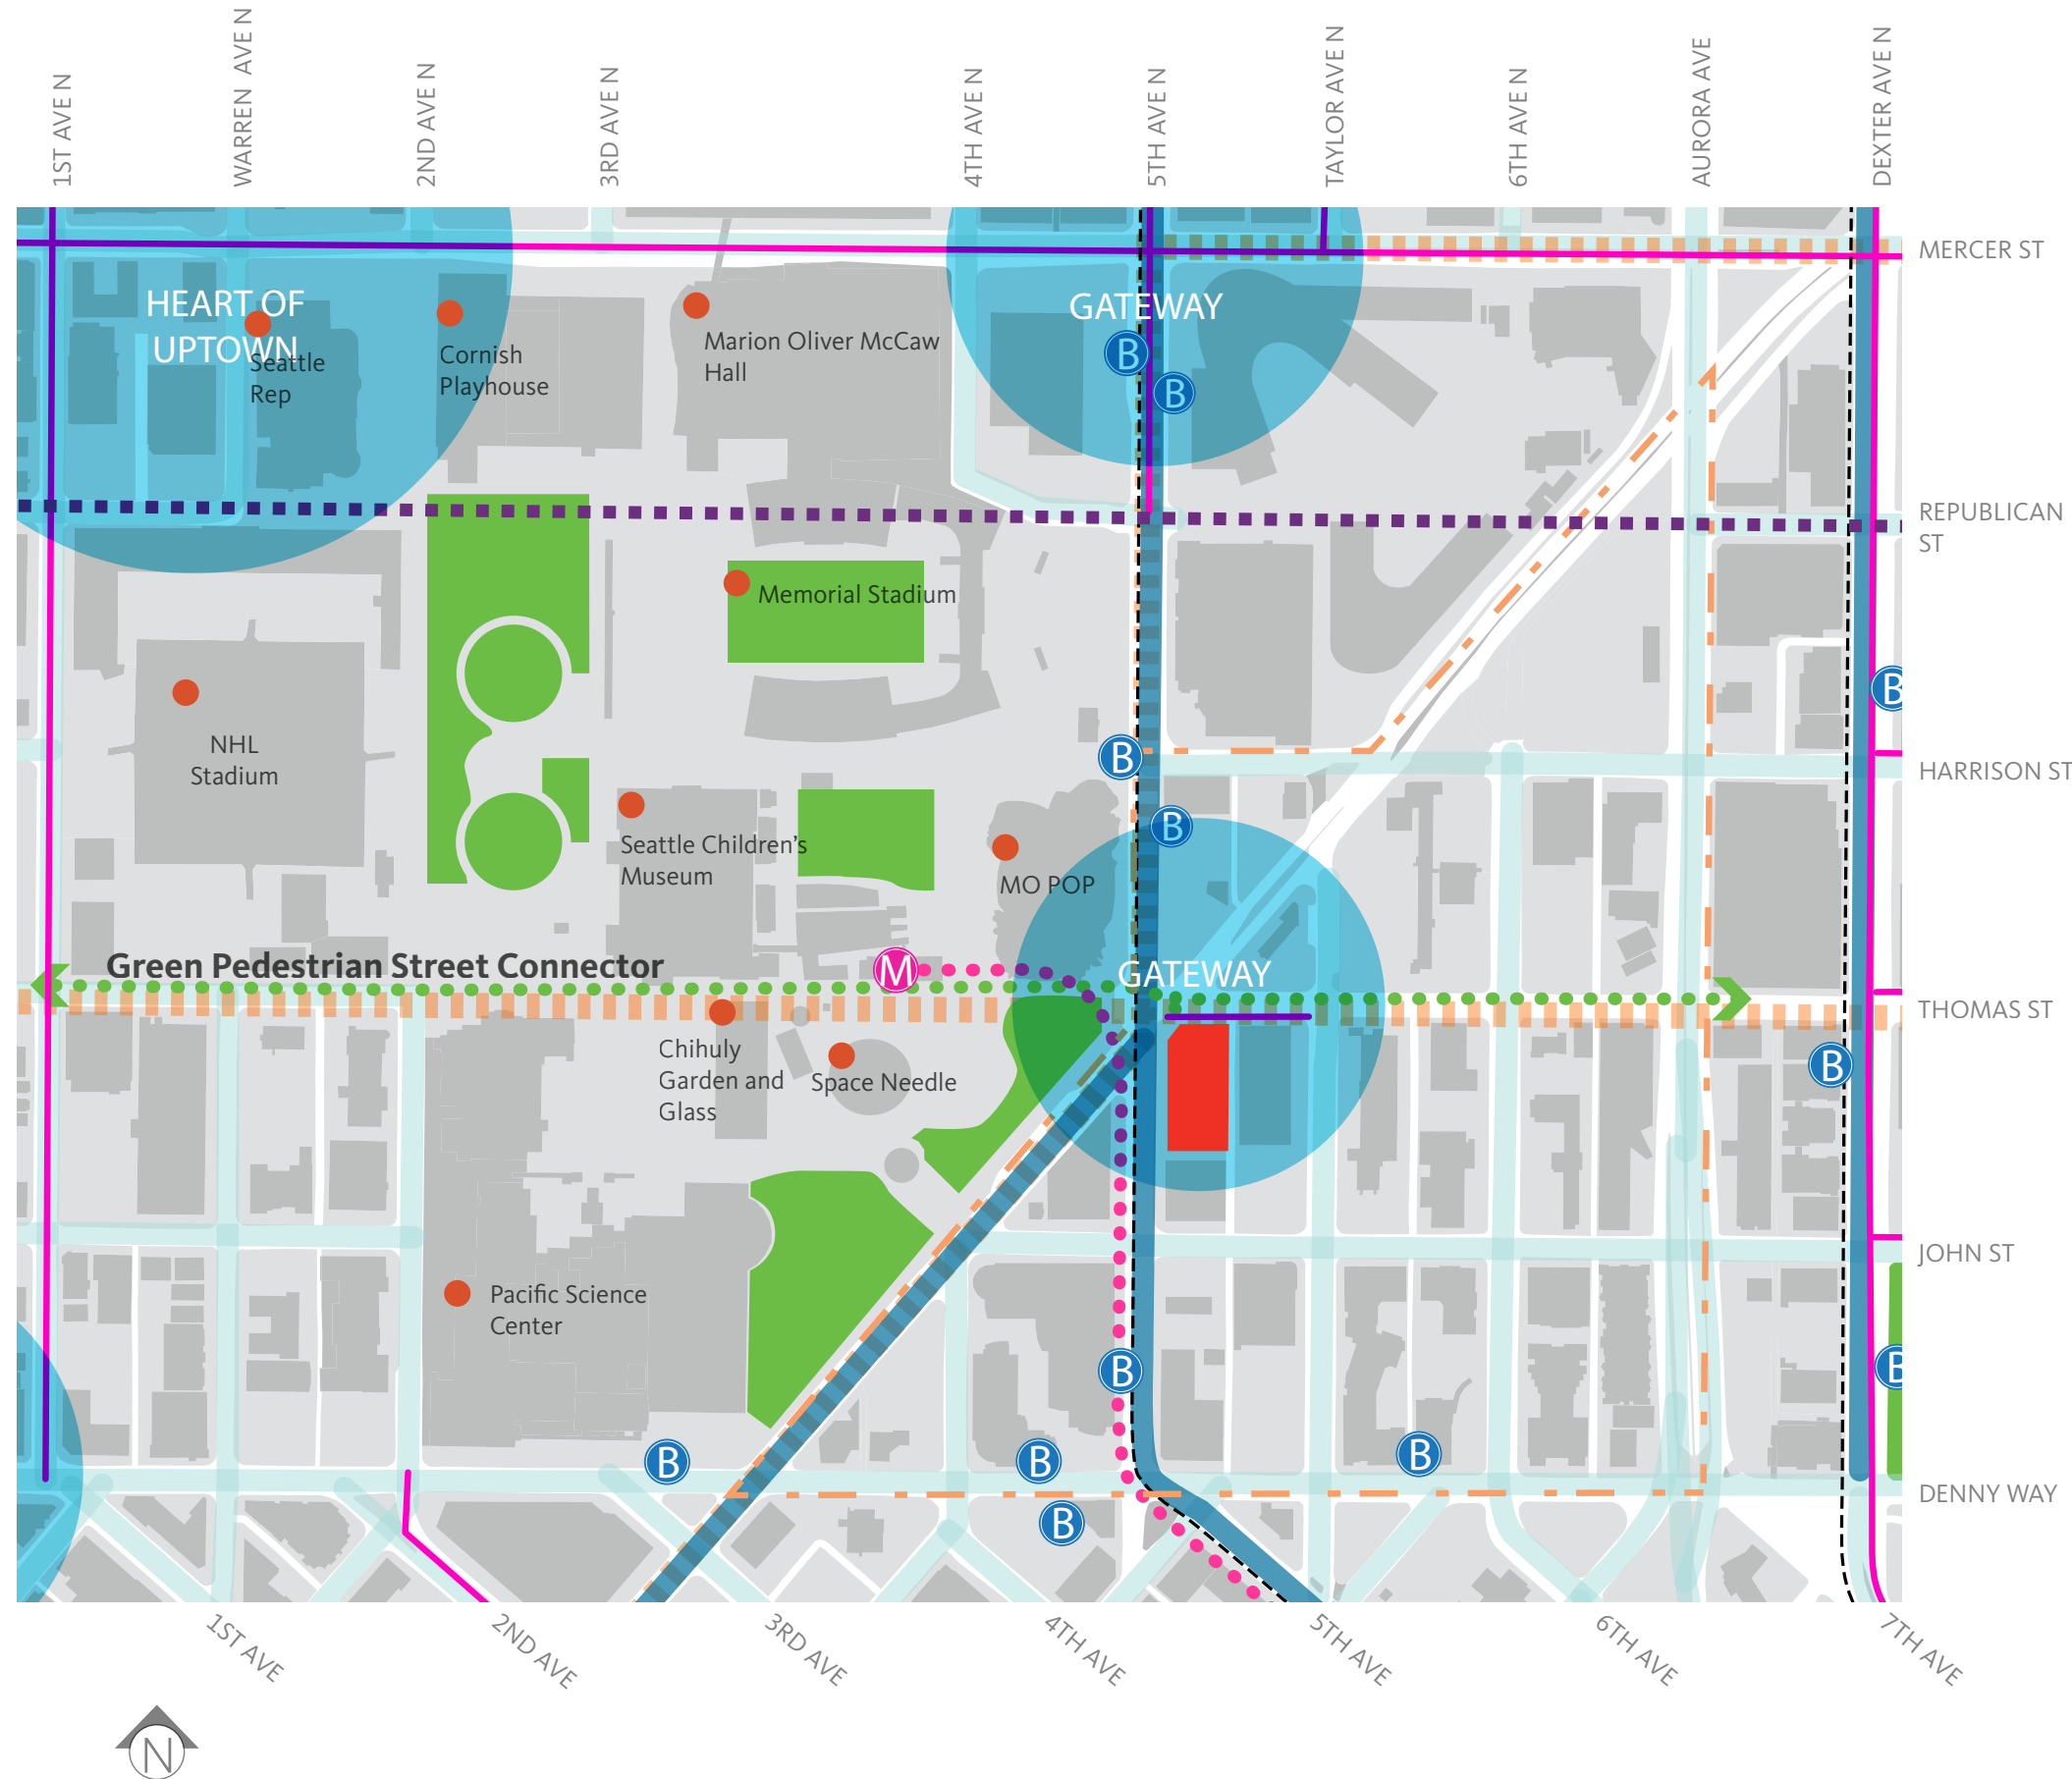 1ST AVE N
WARREN AVE N
2ND AVE N
3RD AVE N
4TH AVE N
5TH AVE N
TAYLOR AVE N
6TH AVE N
AURORA AVE
DEXTER AVE N
MERCER ST
HEART OF
UPTOWN
GATEWAY
Seattle
Rep
Cornish
Playhouse
Marion Oliver McCaw
Hall
B
B
REPUBLICAN
ST
Memorial Stadium
B
NHL
Stadium
B
HARRISON ST
B
Seattle Children's
Museum
MO POP
Green Pedestrian Street Connector
M
GATEWAY
THOMAS ST
Chihuly
Garden and
Glass
Space Needle
B
JOHN ST
Pacific Science
Center
B
B
B
B
B
DENNY WAY
B
1ST AVE
2ND AVE
3RD AVE
4TH AVE
5TH AVE
6TH AVE
7TH AVE
N